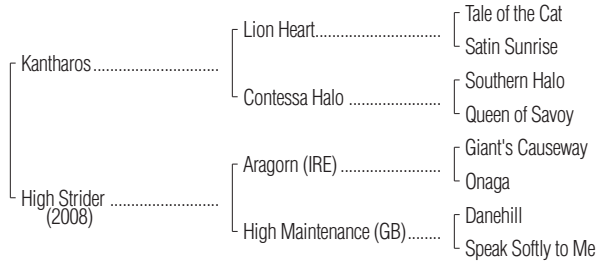 Tale of the Cat
Lion Heart
Satin Sunrise
Kantharos
Southern Halo
Contessa Halo
Queen of Savoy
Giant's Causeway
Aragorn (IRE)
Onaga
High Strider
(2008)
Danehill
High Maintenance (GB)
Speak Softly to Me